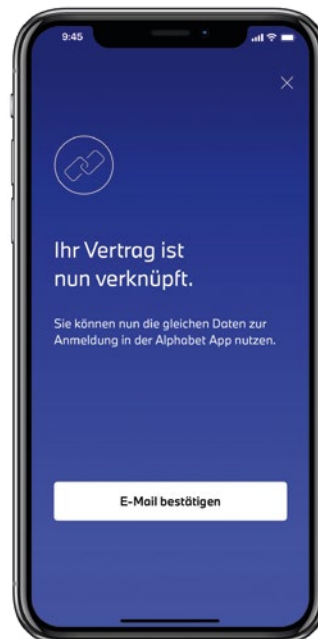 9:45
Ihr Vertrag ist
nun verknüpft.
Sie können nun die gleichen Daten zur
Anmeldung in der Alphabet App nutzen.
E-Mail bestätigen